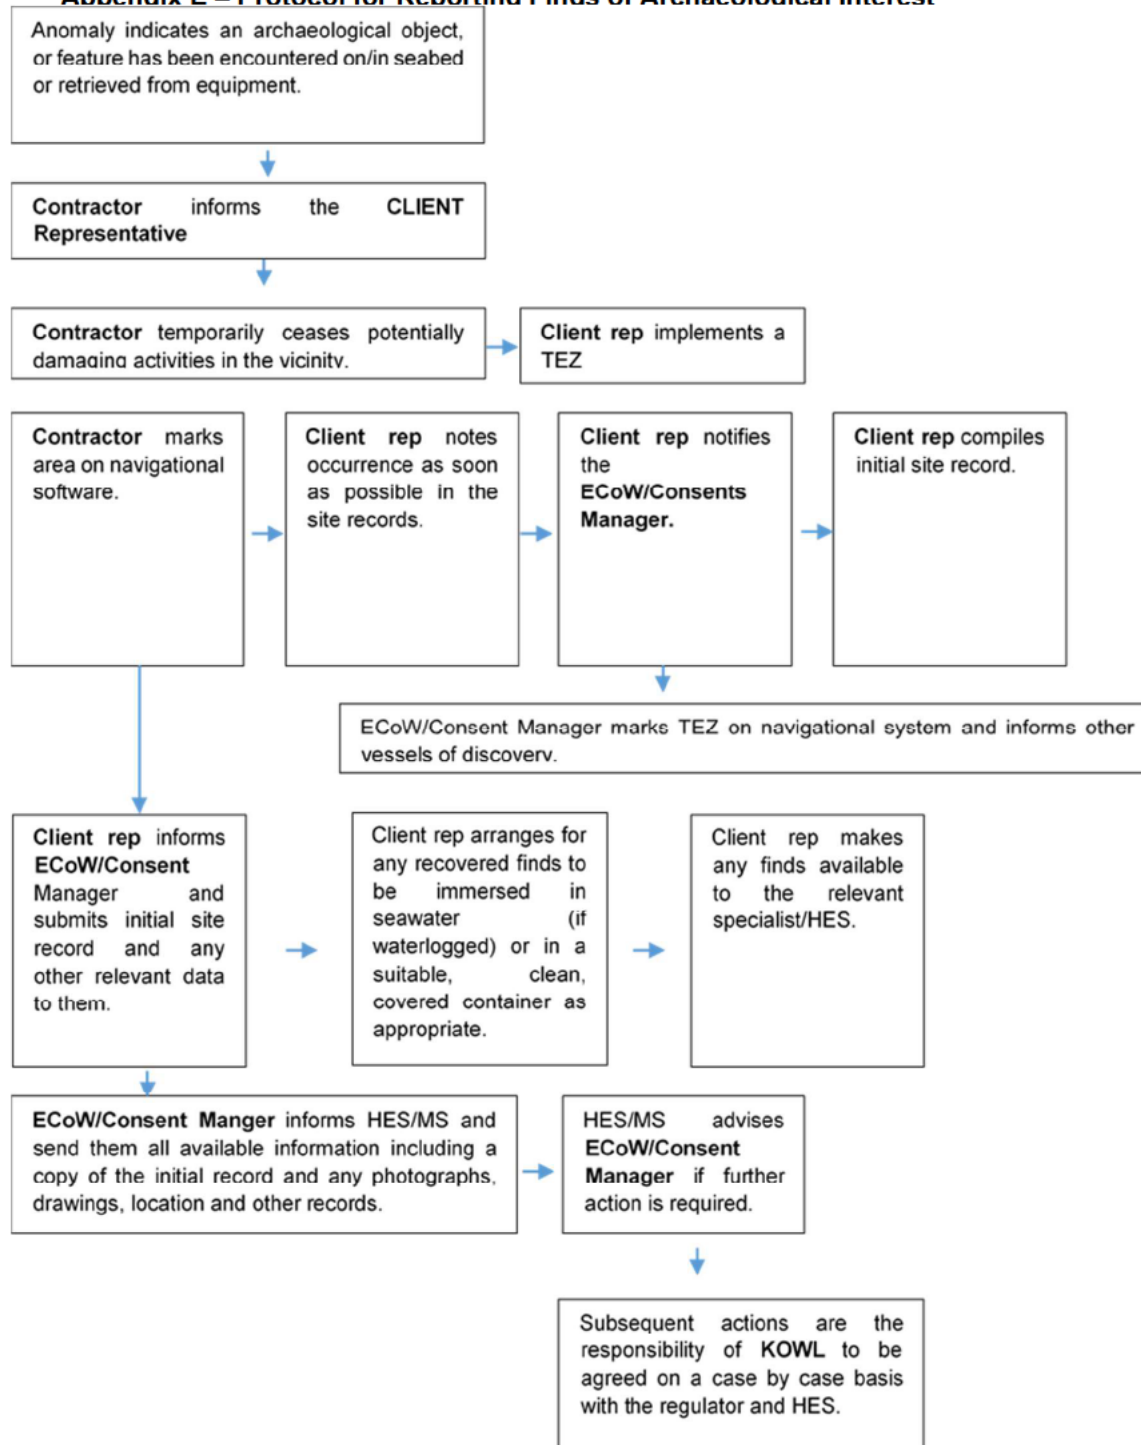 Appendix E – Protocol for Reporting Finds of Archaeological Interest
Anomaly indicates an archaeological object,
or feature has been encountered on/in seabed
or retrieved from equipment.
Contractor informs the CLIENT
Representative
Contractor temporarily ceases potentially
damaging activities in the vicinity.
Client rep implements a
TEZ
Contractor marks
area on navigational
software.
Client rep notes
occurrence as soon
as possible in the
site records.
Client rep notifies
the
ECoW/Consents
Manager.
Client rep compiles
initial site record.
ECoW/Consent Manager marks TEZ on navigational system and informs other
vessels of discovery.
Client rep informs
ECoW/Consent
Manager and
submits initial site
record and any
other relevant data
to them.
Client rep arranges for
any recovered finds to
be immersed in
seawater (if
waterlogged) or in a
suitable, clean,
covered container as
appropriate.
Client rep makes
any finds available
to the relevant
specialist/HES.
ECoW/Consent Manger informs HES/MS and
send them all available information including a
copy of the initial record and any photographs,
drawings, location and other records.
HES/MS advises
ECoW/Consent
Manager if further
action is required.
Subsequent actions are the
responsibility of KOWL to be
agreed on a case by case basis
with the regulator and HES.